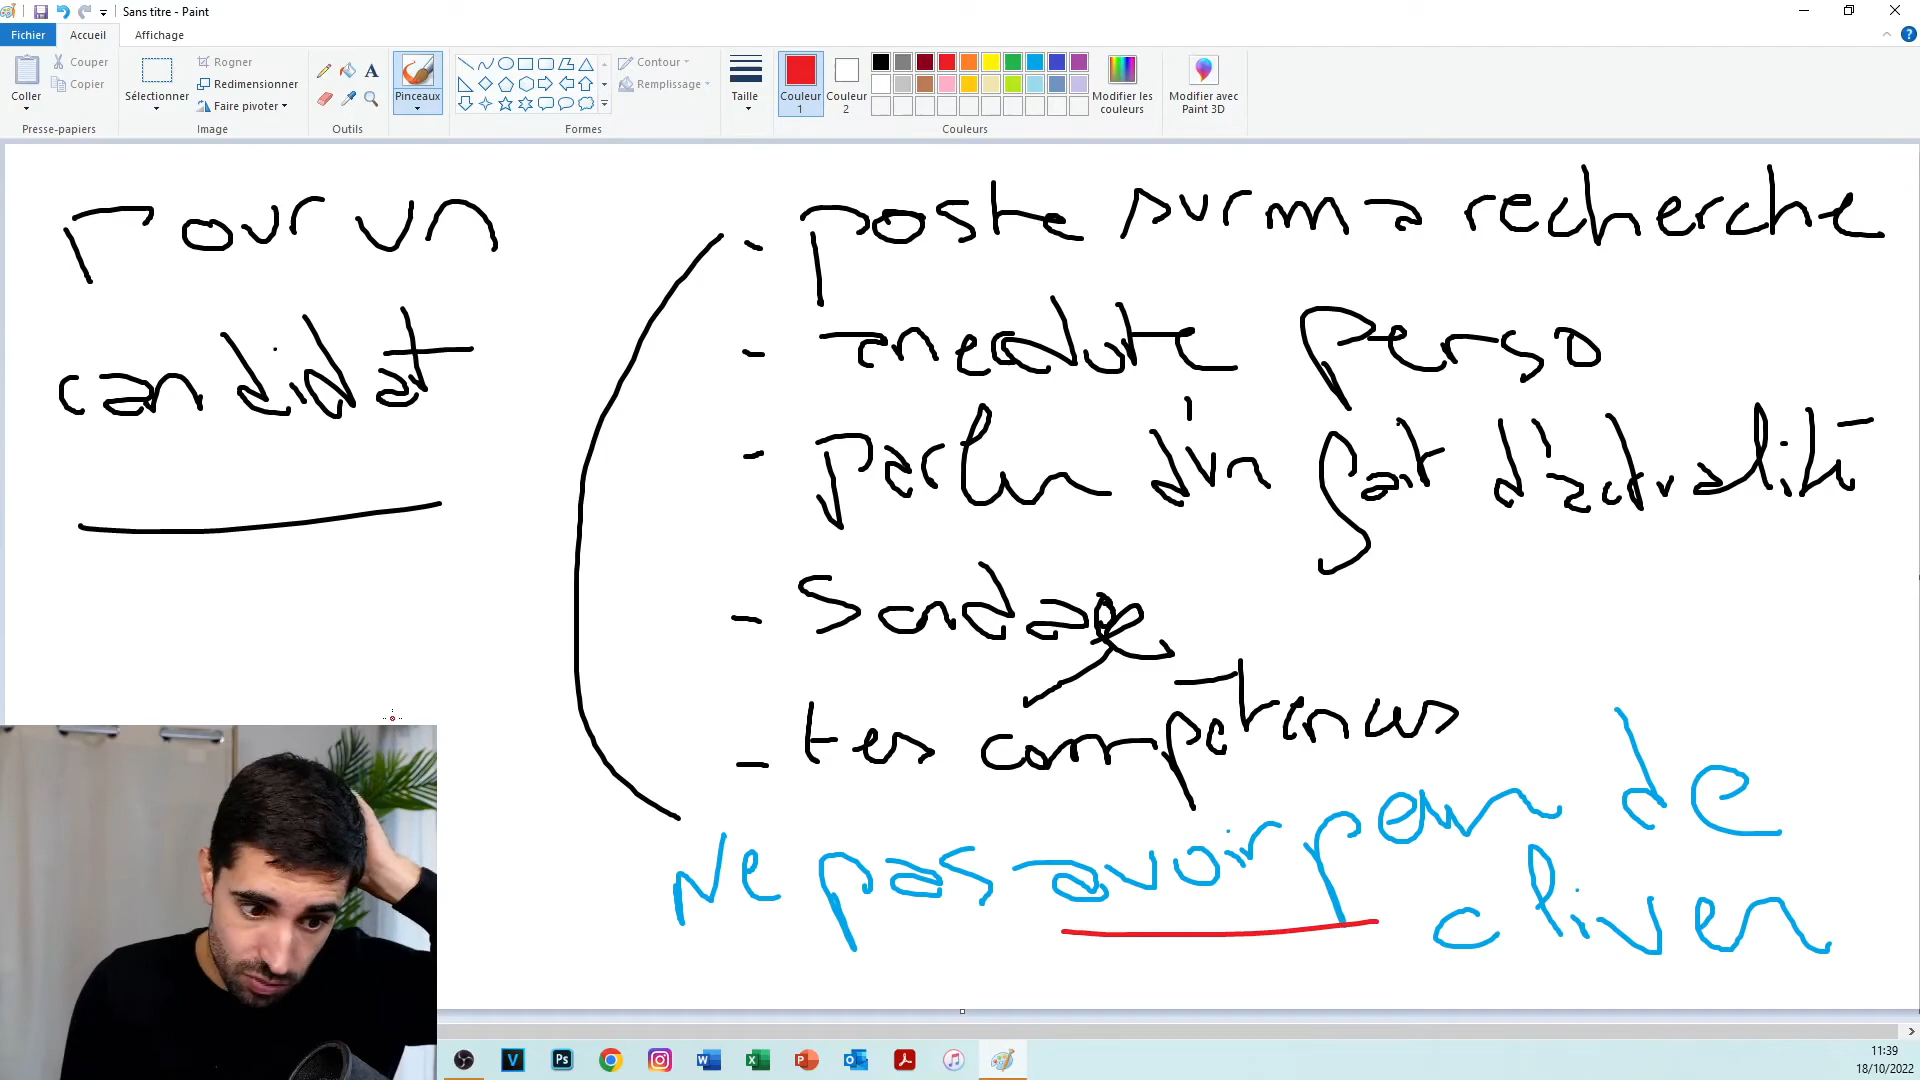 Sans titre - Paint
Fichier Accueil Affichage
Coller
Couper
Copier
Presse-papiers
Sélectionner
Rogner
Redimensionner
Faire pivoter
Image
A
Outils
Pinceaux
Formes
Contour
Remplissage
Taille
Couleur 1
Couleur 2
Couleurs
Modifier les couleurs
Modifier avec Paint 3D
Pour un
candidat
- poste sur ma recherche
- anecdote perso
- parler d'un fait d'actualité
- Sondage
- tes compétences
Ne pas avoir peur de
cliver
11:39
18/10/2022